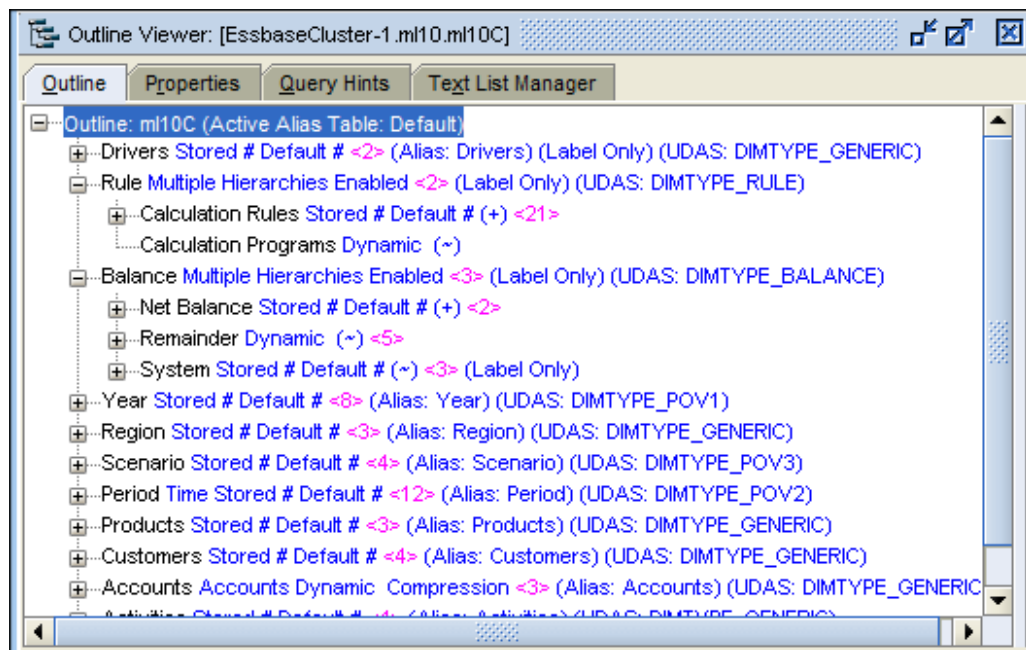 Outline Viewer: [EssbaseCluster-1.ml10.ml10C]
Outline Properties Query Hints Text List Manager
Outline: ml10C (Active Alias Table: Default)
Drivers Stored # Default # <2> (Alias: Drivers) (Label Only) (UDAS: DIMTYPE_GENERIC)
Rule Multiple Hierarchies Enabled <2> (Label Only) (UDAS: DIMTYPE_RULE)
Calculation Rules Stored # Default # (+) <21>
Calculation Programs Dynamic (~)
Balance Multiple Hierarchies Enabled <3> (Label Only) (UDAS: DIMTYPE_BALANCE)
Net Balance Stored # Default # (+) <2>
Remainder Dynamic (~) <5>
System Stored # Default # (~) <3> (Label Only)
Year Stored # Default # <8> (Alias: Year) (UDAS: DIMTYPE_POV1)
Region Stored # Default # <3> (Alias: Region) (UDAS: DIMTYPE_GENERIC)
Scenario Stored # Default # <4> (Alias: Scenario) (UDAS: DIMTYPE_POV3)
Period Time Stored # Default # <12> (Alias: Period) (UDAS: DIMTYPE_POV2)
Products Stored # Default # <3> (Alias: Products) (UDAS: DIMTYPE_GENERIC)
Customers Stored # Default # <4> (Alias: Customers) (UDAS: DIMTYPE_GENERIC)
Accounts Accounts Dynamic Compression <3> (Alias: Accounts) (UDAS: DIMTYPE_GENERIC